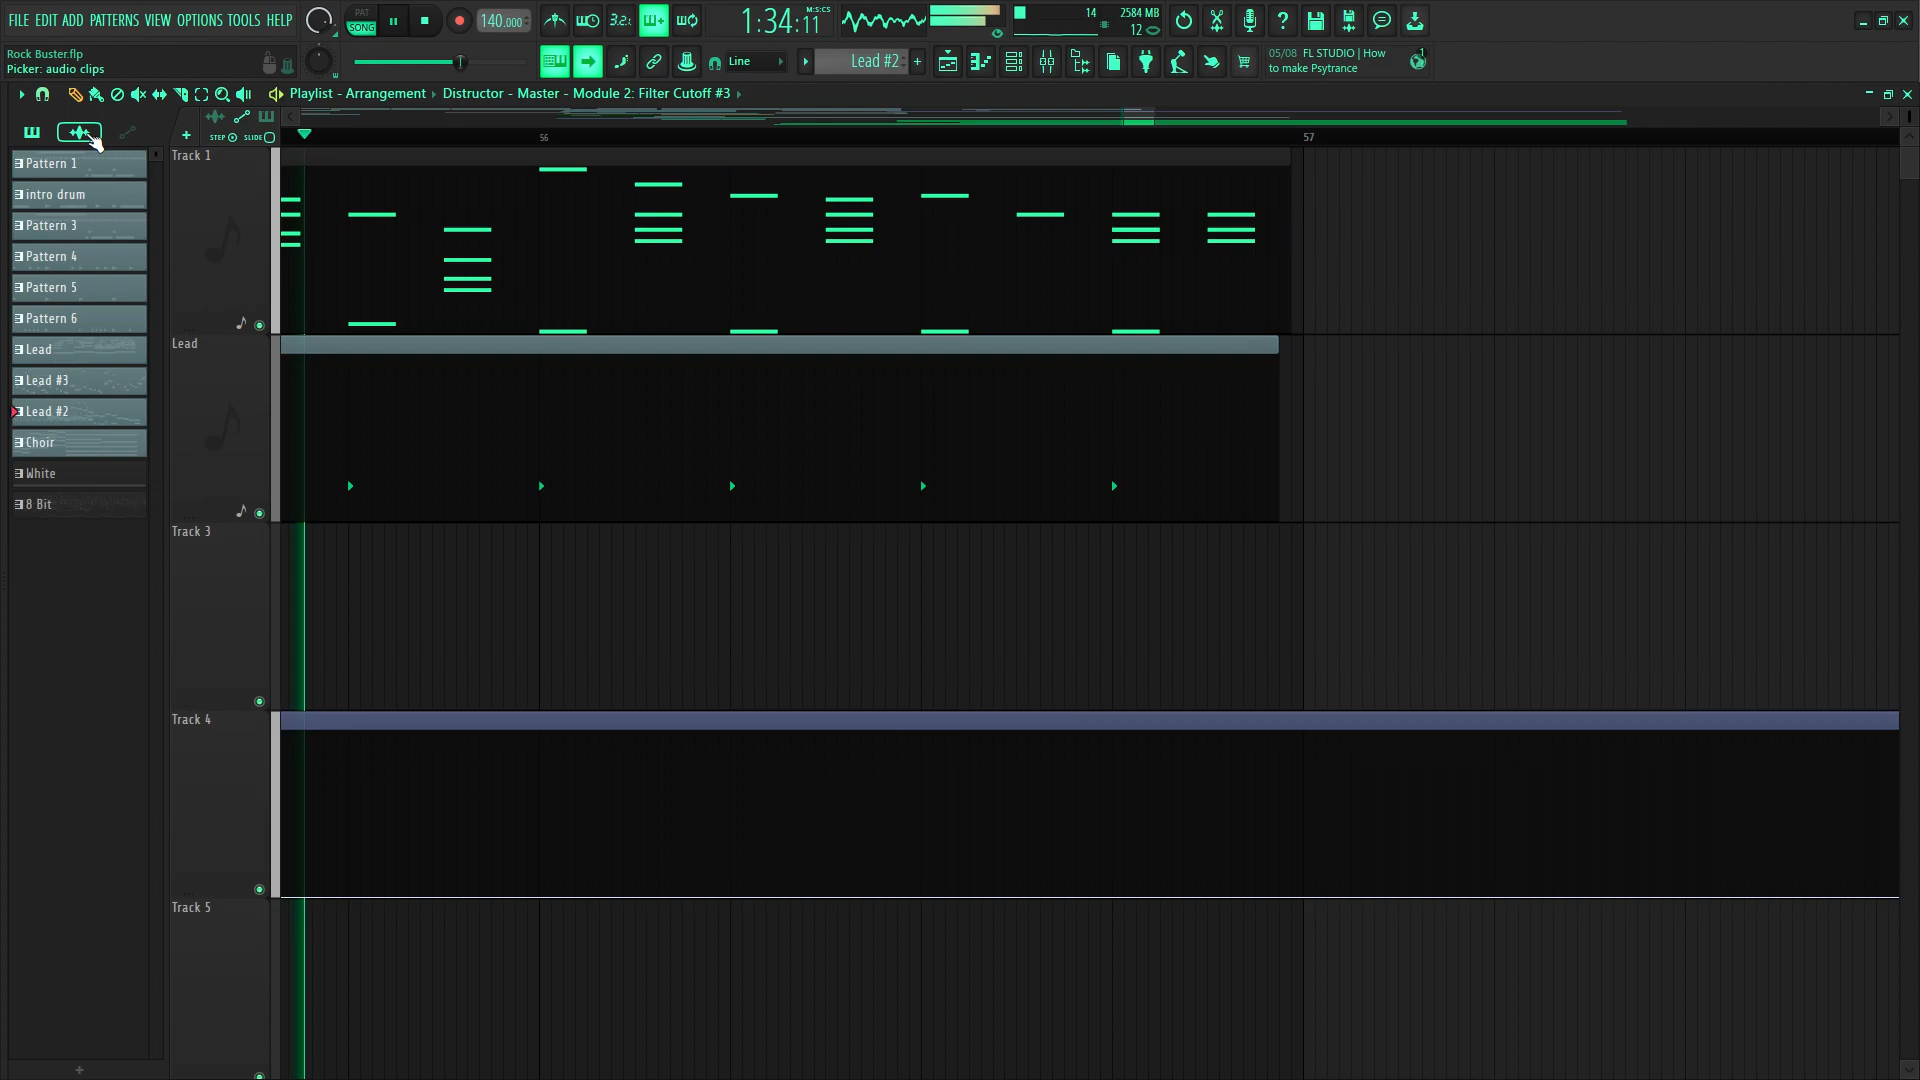 FILE EDIT ADD PATTERNS VIEW OPTIONS TOOLS HELP
PAT
SONG
140.000
3.2.
1:34:11
M:S:CS
14
2584 MB
12
Rock Buster.flp
Picker: audio clips
Line
Lead #2
05/08 FL STUDIO | How
to make Psytrance
1
Playlist - Arrangement
Distructor - Master - Module 2: Filter Cutoff #3
STEP
SLIDE
56
57
Pattern 1
intro drum
Pattern 3
Pattern 4
Pattern 5
Pattern 6
Lead
Lead #3
Lead #2
Choir
White
8 Bit
Track 1
Lead
Track 3
Track 4
Track 5